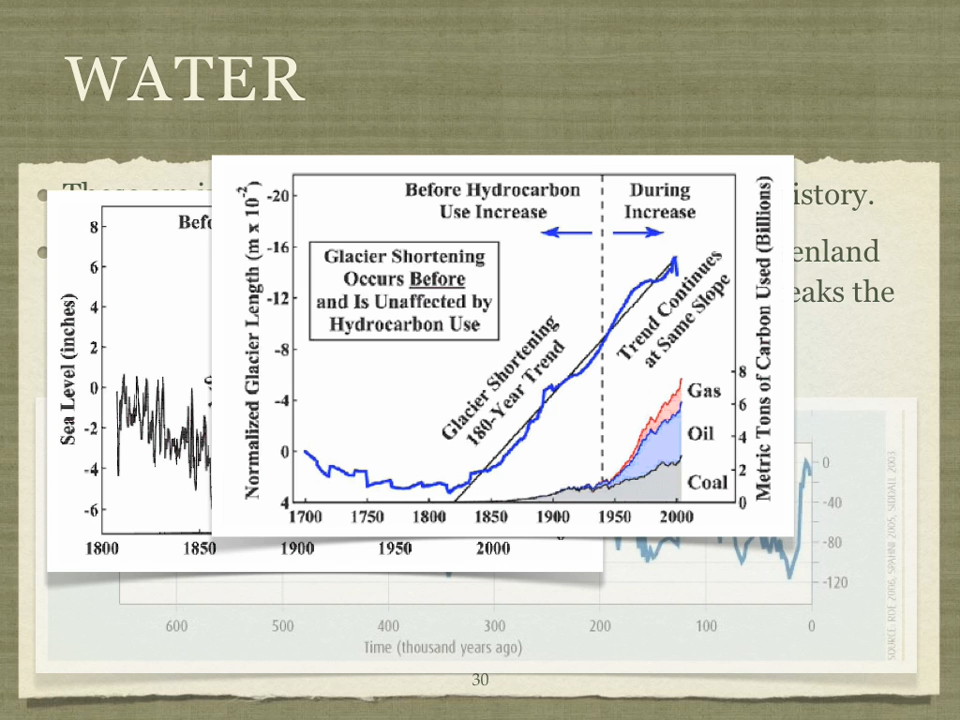 WATER
istory.
enland
eaks the
Normalized Glacier Length (m x 10⁻²)
-20
-16
-12
-8
-4
0
4
Before Hydrocarbon
Use Increase
During
Increase
Glacier Shortening
Occurs Before
and Is Unaffected by
Hydrocarbon Use
Glacier Shortening
180-Year Trend
Trend Continues
at Same Slope
Gas
Oil
Coal
8
6
4
2
0
Metric Tons of Carbon Used (Billions)
1700 1750 1800 1850 1900 1950 2000
Sea Level (inches)
8
6
4
2
0
-2
-4
-6
Befo
1800 1850 1900 1950 2000
0
-40
-80
-120
600 500 400 300 200 100 0
Time (thousand years ago)
30